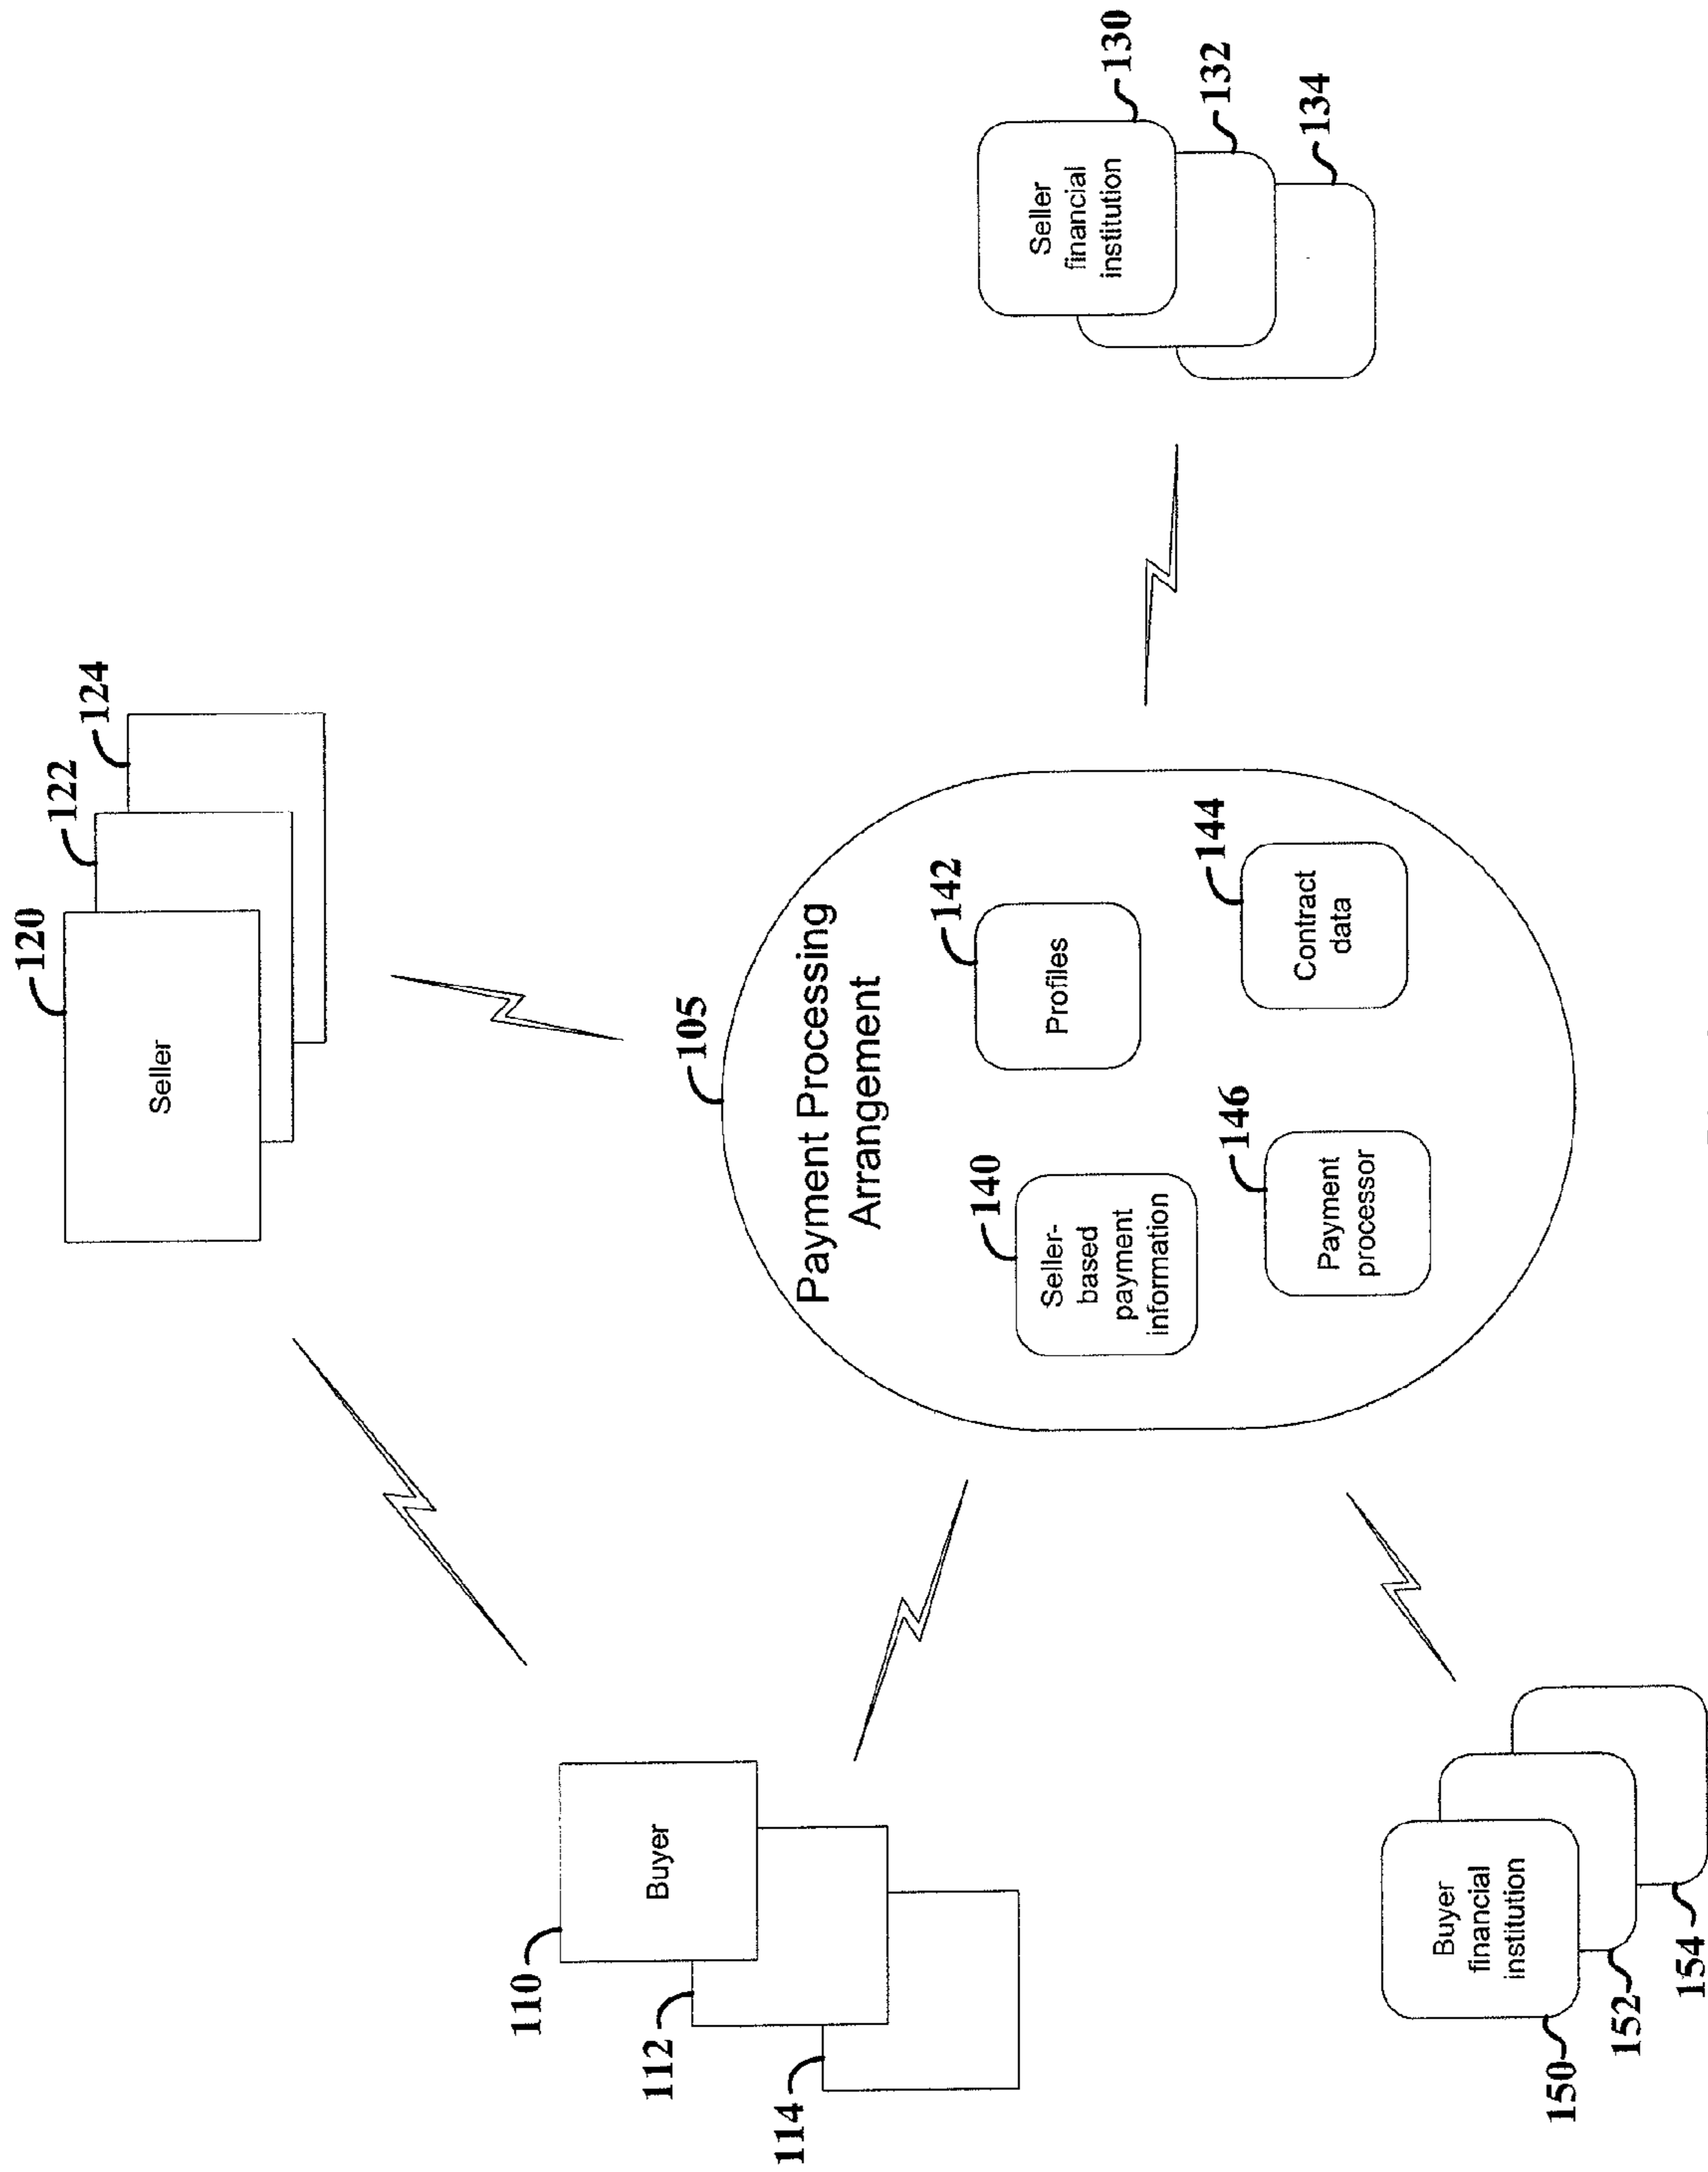 120
122
124
Seller
110
112
114
Buyer
105
Payment Processing
Arrangement
140
Seller-
based
payment
information
142
Profiles
146
Payment
processor
144
Contract
data
Seller
financial
institution
130
132
134
Buyer
financial
institution
150
152
154